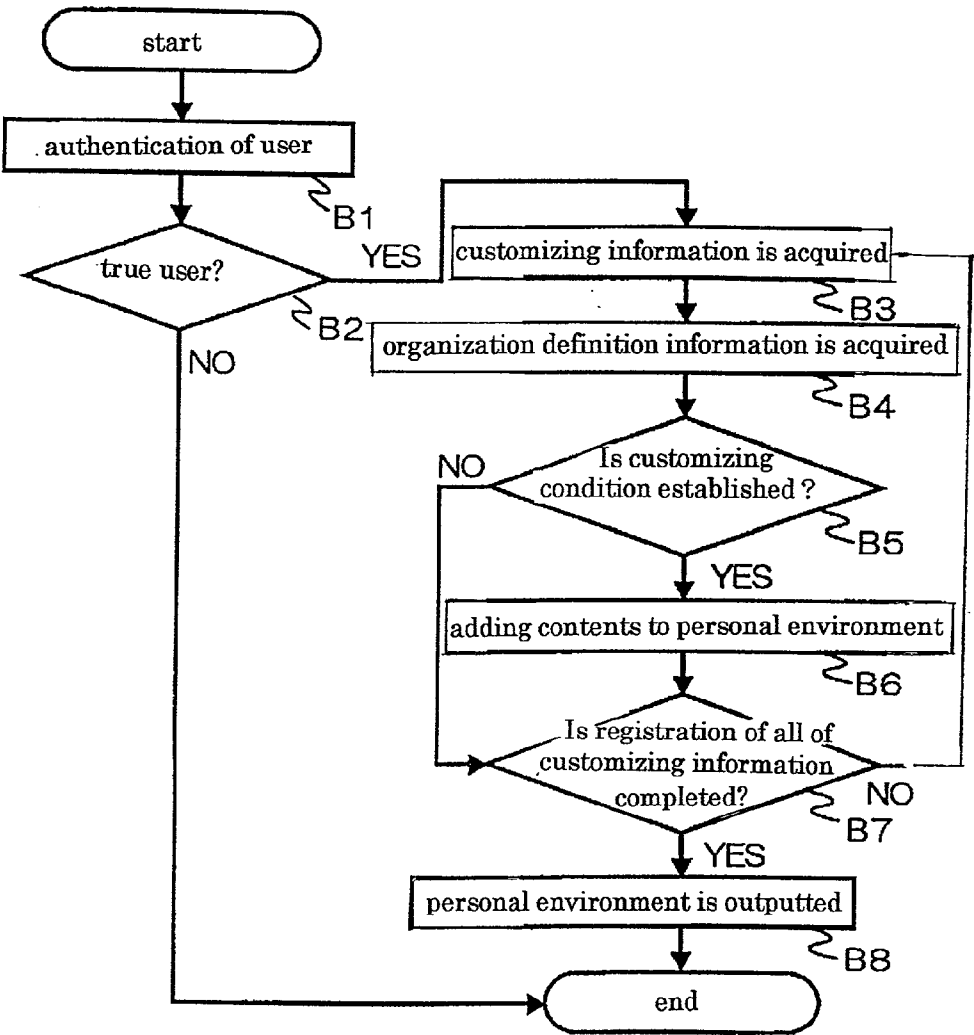 start
authentication of user
B1
true user?
YES
B2
NO
customizing information is acquired
B3
organization definition information is acquired
B4
Is customizing
condition established ?
NO
B5
YES
adding contents to personal environment
B6
Is registration of all of
customizing information
completed?
NO
B7
YES
personal environment is outputted
B8
end